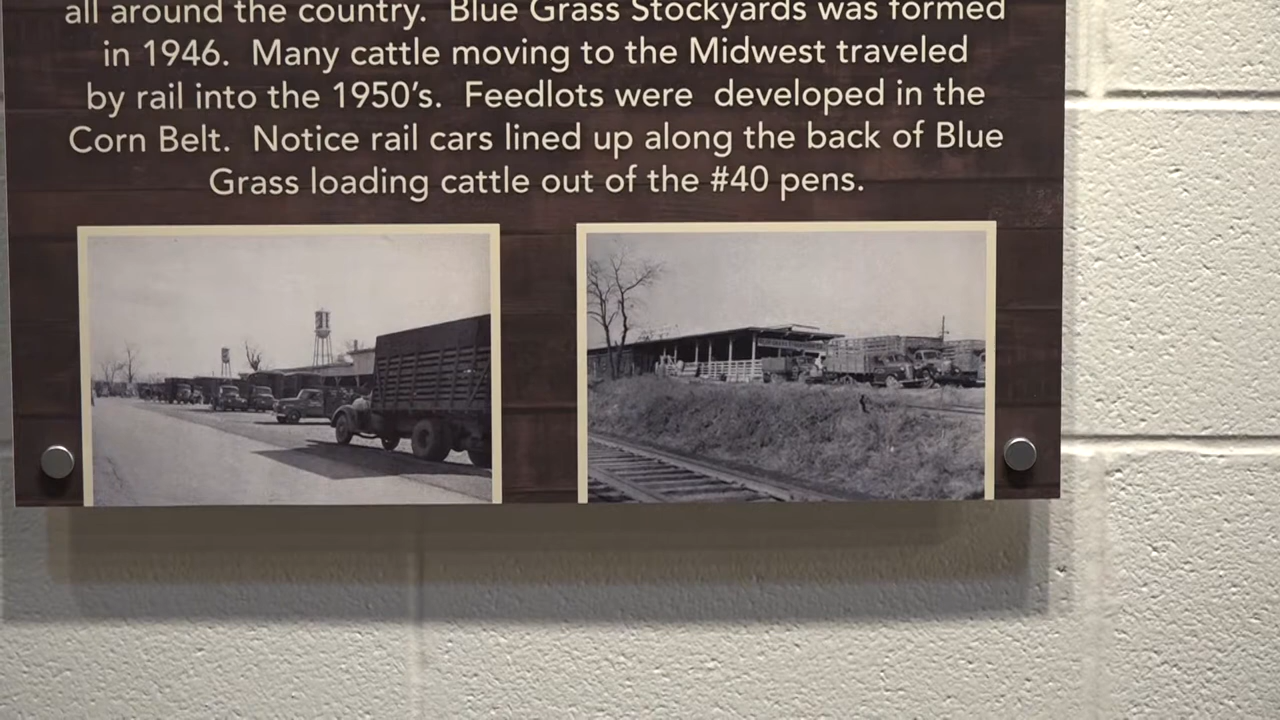 all around the country.  Blue Grass Stockyards was formed
in 1946.  Many cattle moving to the Midwest traveled
by rail into the 1950's.  Feedlots were  developed in the
Corn Belt.  Notice rail cars lined up along the back of Blue
Grass loading cattle out of the #40 pens.